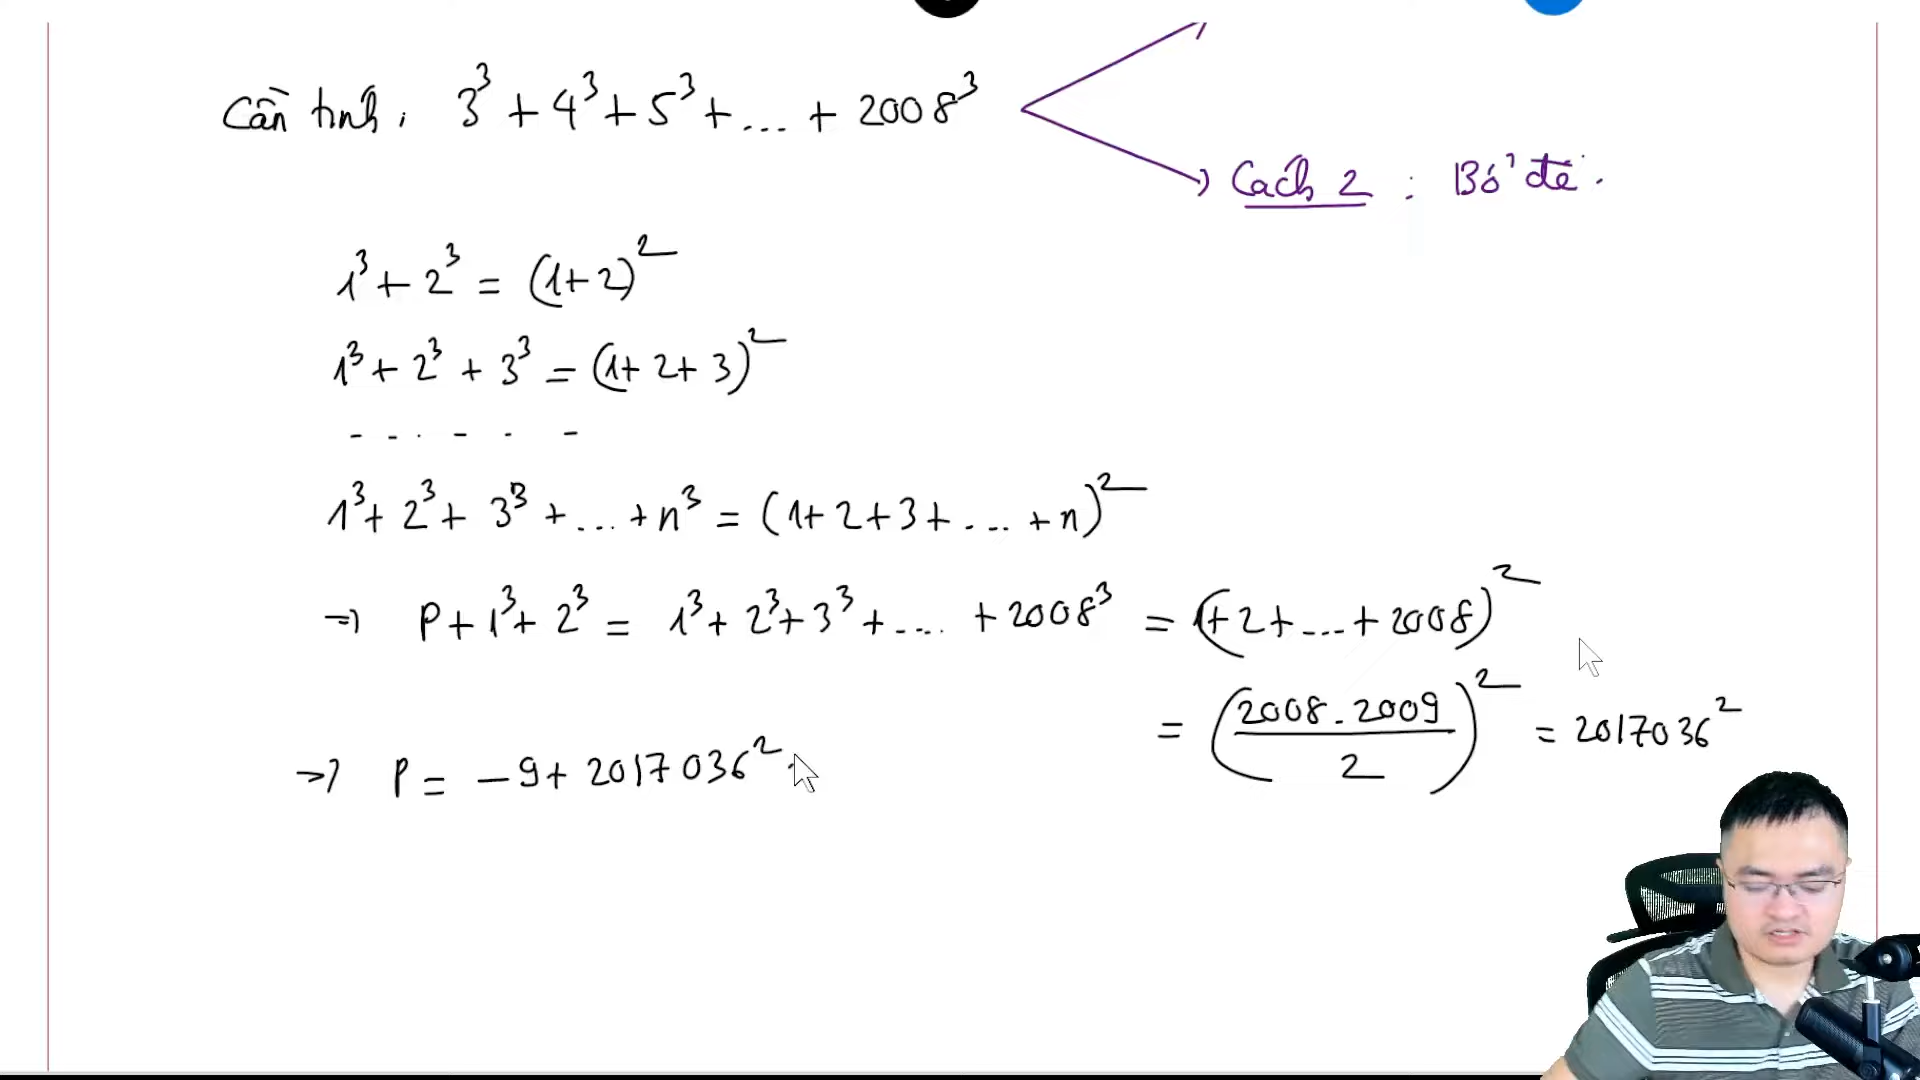 Cần tính : 3³ + 4³ + 5³ + ... + 2008³
Cách 2 : Bổ đề.
1³ + 2³ = (1+2)²
1³ + 2³ + 3³ = (1+2+3)²
- - . - . -
1³ + 2³ + 3³ + ... + n³ = (1+2+3+ ... +n)²
=> P + 1³ + 2³ = 1³ + 2³ + 3³ + .... + 2008³ = (1+2+ ... +2008)²
= (2008.2009/2)² = 2017036²
=> P = -9 + 2017036².